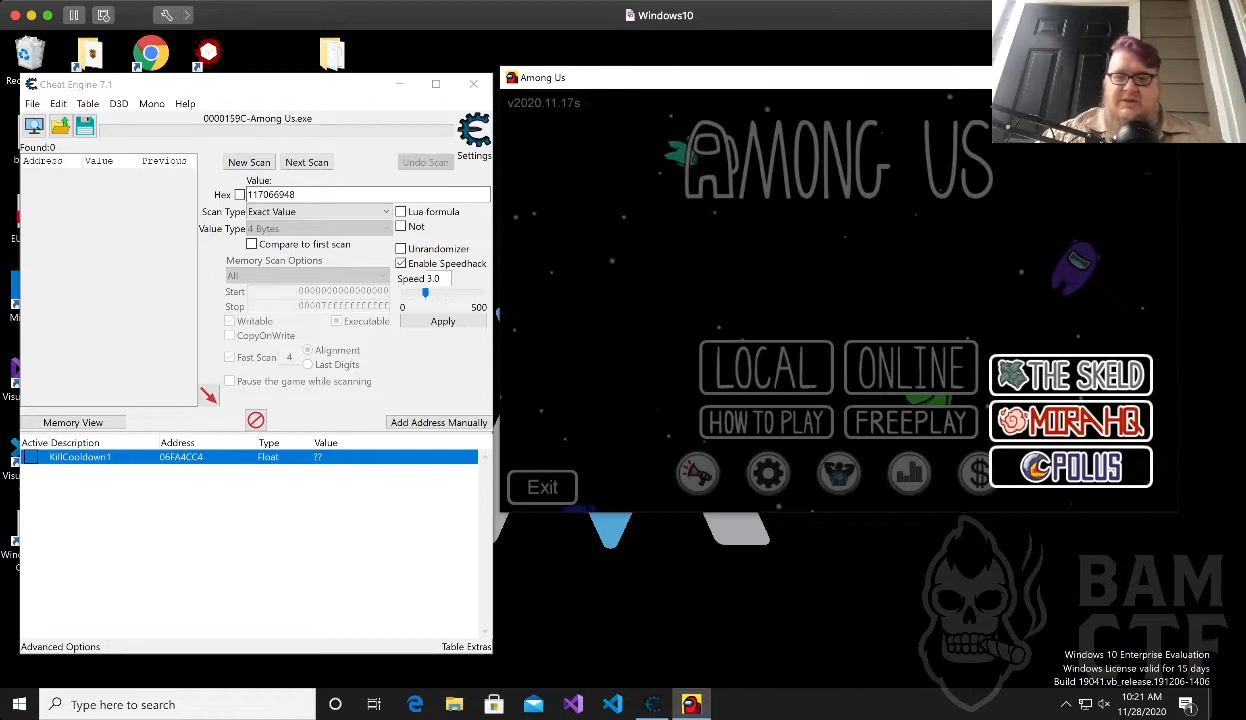 Windows10
Cheat Engine 7.1
File Edit Table D3D Mono Help
0000159C-Among Us.exe
Found:0
Settings
Address Value Previous
New Scan Next Scan Undo Scan
Value:
Hex 117066948
Scan Type Exact Value Lua formula
Value Type 4 Bytes Not
Compare to first scan
Unrandomizer
Memory Scan Options Enable Speedhack
All Speed 3.0
Start 0000000000000000
Stop 00007fffffffffff 0 500
Writable Executable Apply
CopyOnWrite
Fast Scan 4 Alignment
Last Digits
Pause the game while scanning
Memory View Add Address Manually
Active Description Address Type Value
KillCooldown1 06FA4CC4 Float ??
Advanced Options Table Extras
Among Us
v2020.11.17s
AMONG US
LOCAL ONLINE THE SKELD
HOW TO PLAY FREEPLAY MIRA HQ
POLUS
Exit
BAM
CTF
Windows 10 Enterprise Evaluation
Windows License valid for 15 days
Build 19041.vb_release.191206-1406
Type here to search
10:21 AM
11/28/2020
1